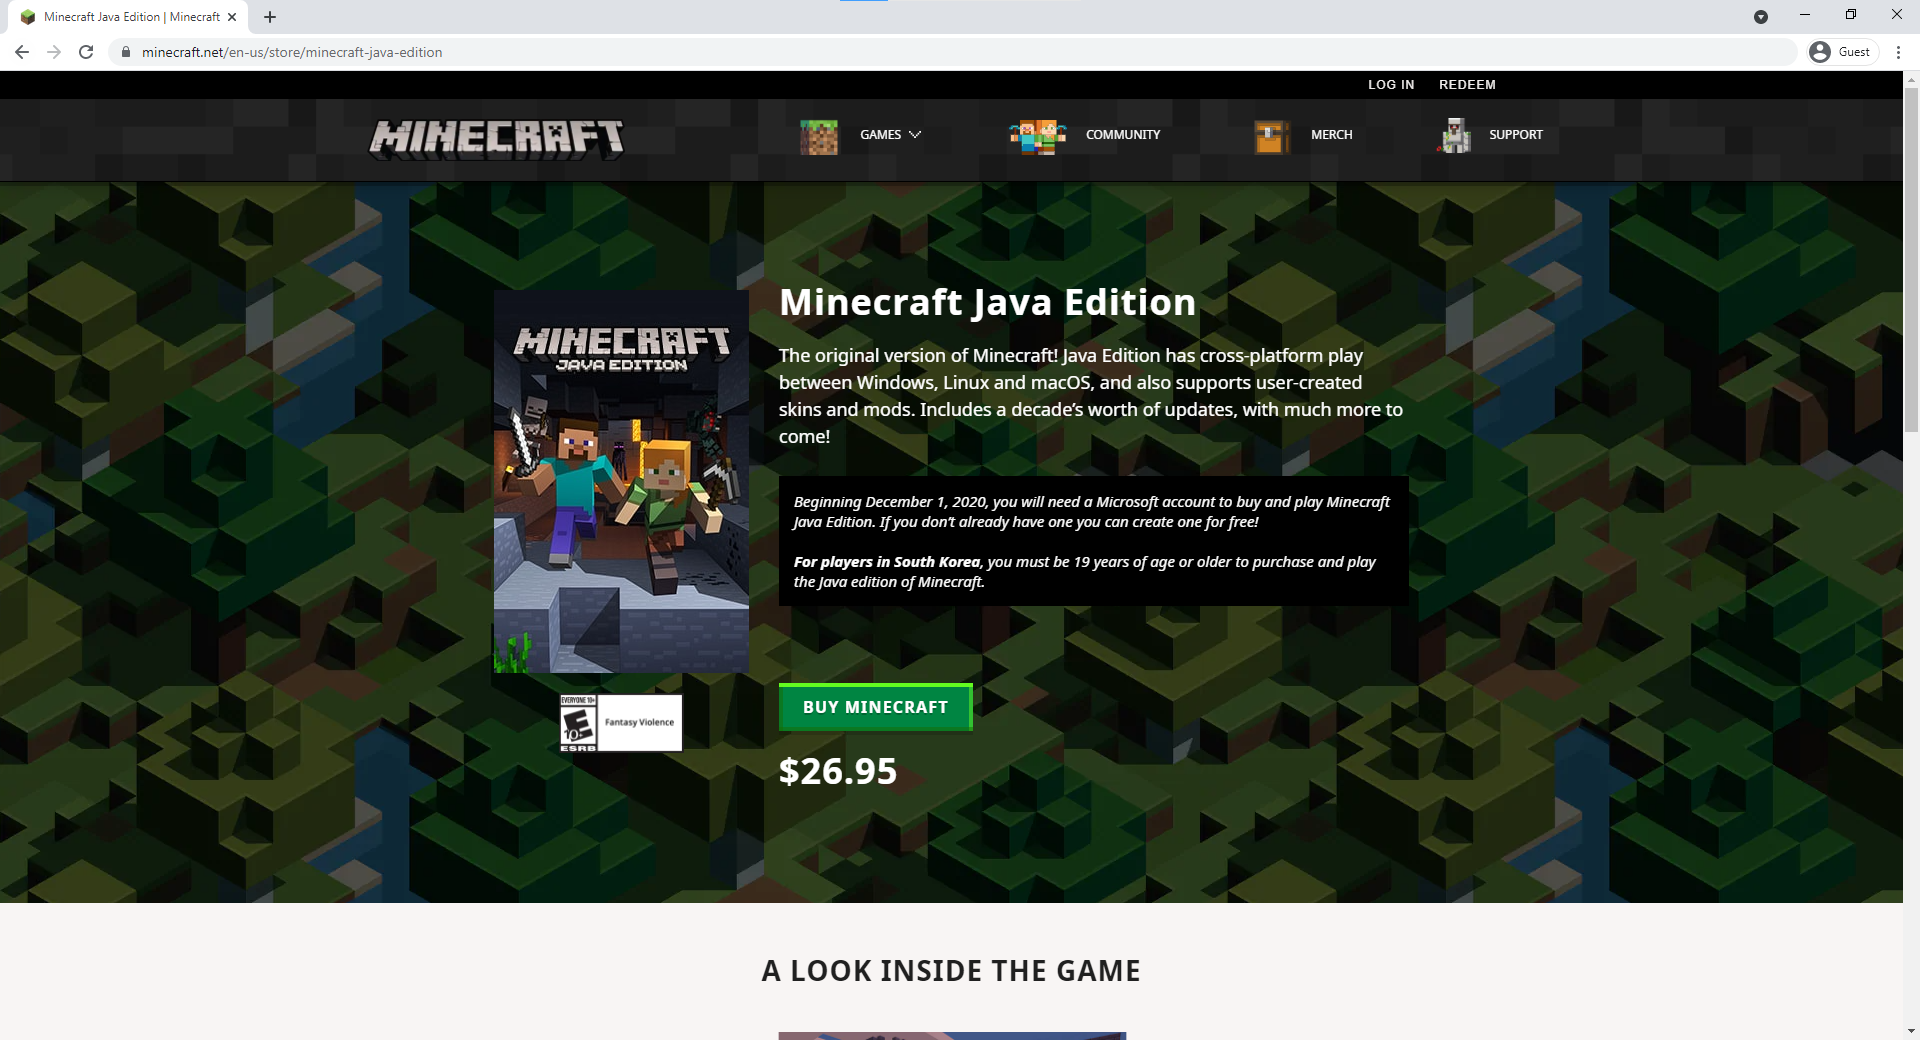 Minecraft Java Edition | Minecraft
minecraft.net/en-us/store/minecraft-java-edition
Guest
LOG IN
REDEEM
MINECRAFT
GAMES
COMMUNITY
MERCH
SUPPORT
MINECRAFT
JAVA EDITION
Minecraft Java Edition
The original version of Minecraft! Java Edition has cross-platform play
between Windows, Linux and macOS, and also supports user-created
skins and mods. Includes a decade’s worth of updates, with much more to
come!
Beginning December 1, 2020, you will need a Microsoft account to buy and play Minecraft
Java Edition. If you don’t already have one you can create one for free!
For players in South Korea, you must be 19 years of age or older to purchase and play
the Java edition of Minecraft.
EVERYONE 10+
E
10+
ESRB
Fantasy Violence
BUY MINECRAFT
$26.95
A LOOK INSIDE THE GAME